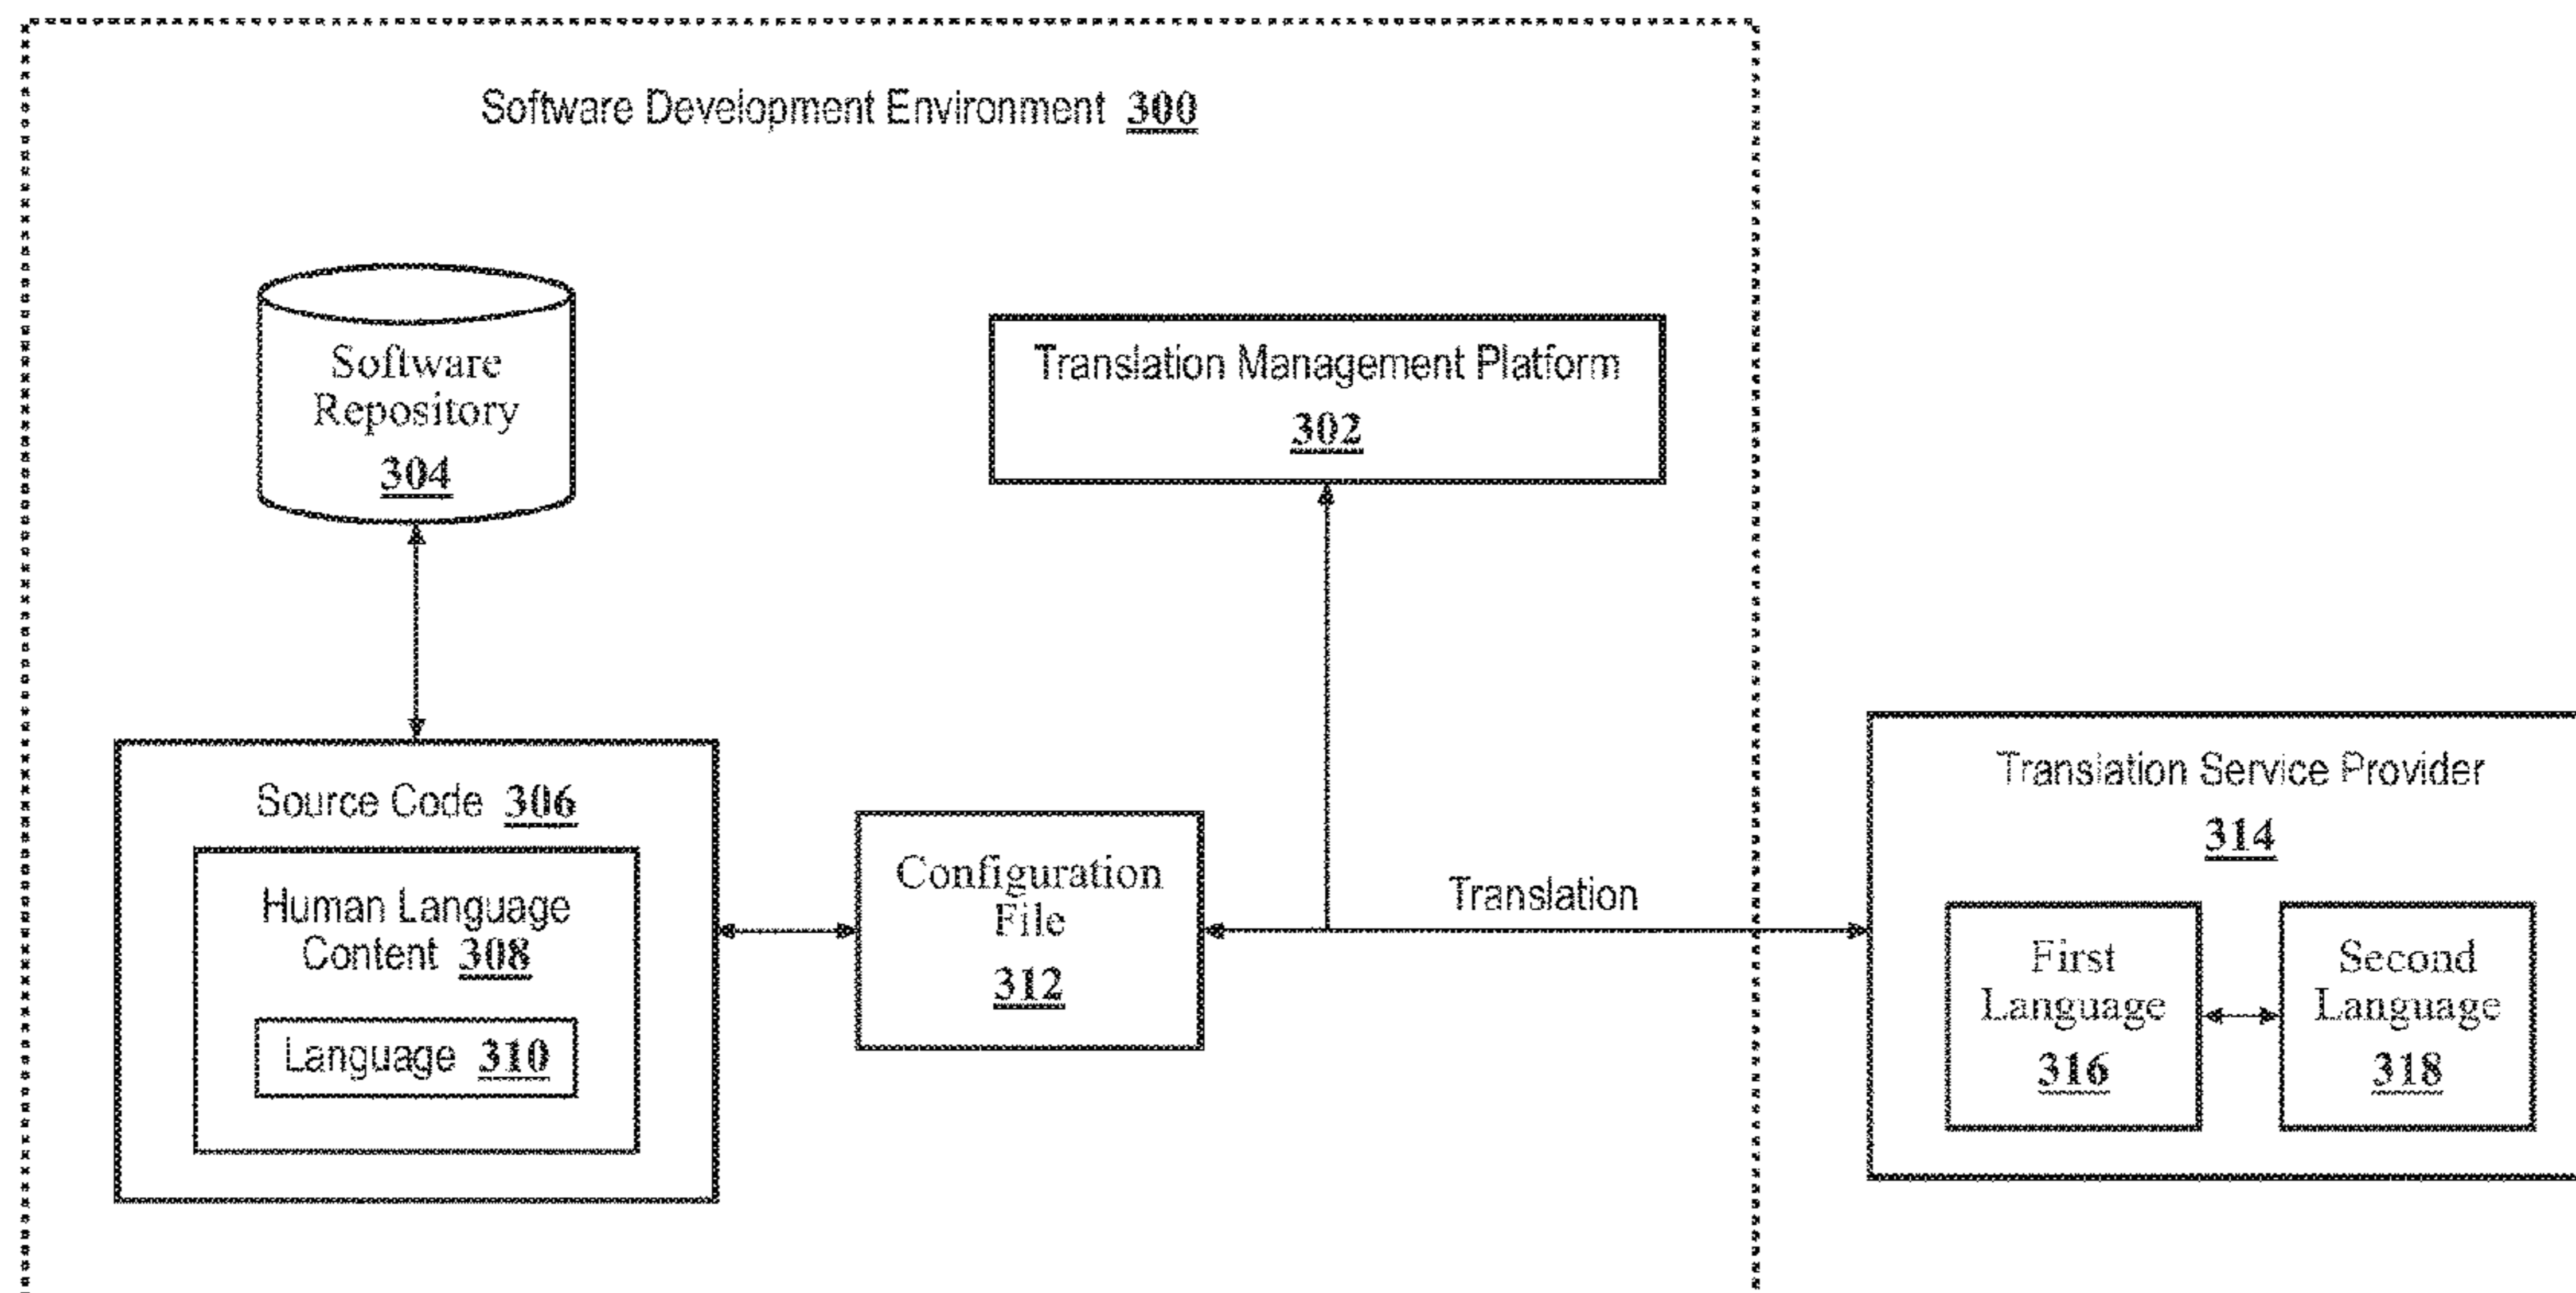 Software Development Environment 300
Software
Repository
304
Translation Management Platform
302
Source Code 306
Human Language
Content 308
Language 310
Configuration
File
312
Translation
Translation Service Provider
314
First
Language
316
Second
Language
318